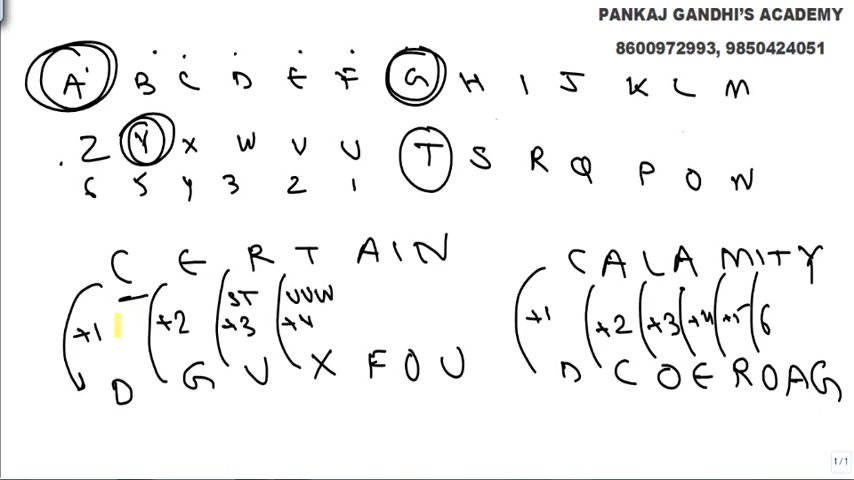 PANKAJ GANDHI'S ACADEMY
8600972993, 9850424051
A B C D E F G H I J K L M
Z Y X W V U T S R Q P O N
6 5 4 3 2 1
C E R T A I N
C A L A M I T Y
ST UVW
+1 +2 +3 +4
+1 +2 +3 +4 +5 6
D G U X F O U
D C O E R O A G
1/1